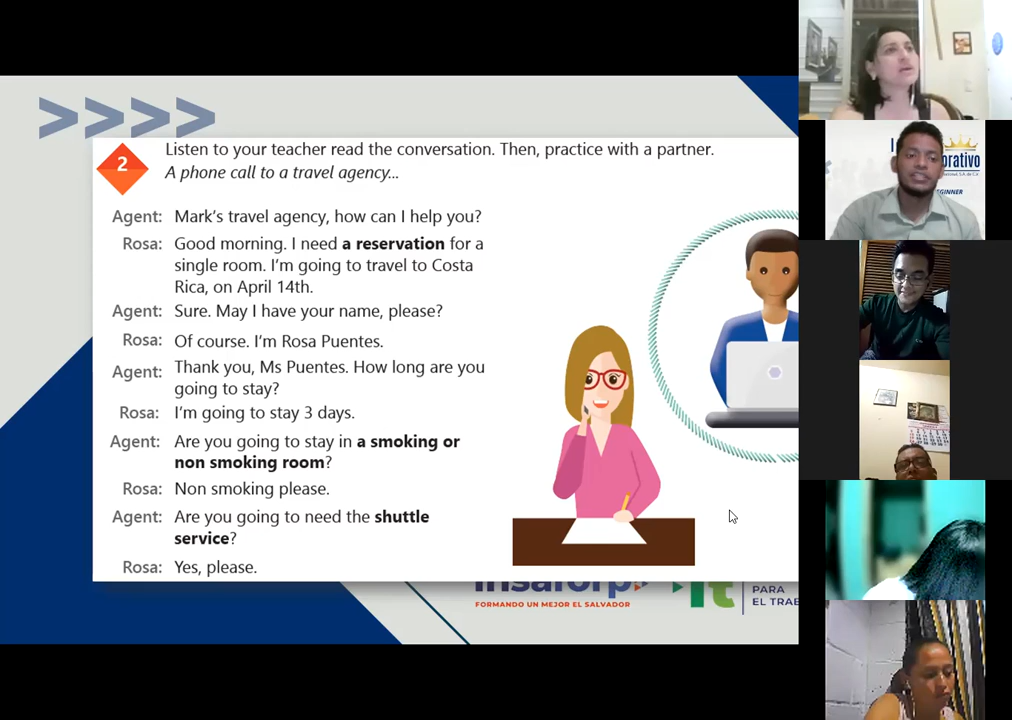 2
Listen to your teacher read the conversation. Then, practice with a partner.
A phone call to a travel agency...
Agent: Mark's travel agency, how can I help you?
Rosa: Good morning. I need a reservation for a
single room. I'm going to travel to Costa
Rica, on April 14th.
Agent: Sure. May I have your name, please?
Rosa: Of course. I'm Rosa Puentes.
Agent: Thank you, Ms Puentes. How long are you
going to stay?
Rosa: I'm going to stay 3 days.
Agent: Are you going to stay in a smoking or
non smoking room?
Rosa: Non smoking please.
Agent: Are you going to need the shuttle
service?
Rosa: Yes, please.
FORMANDO UN MEJOR EL SALVADOR
PARA
EL TRAB
orativo